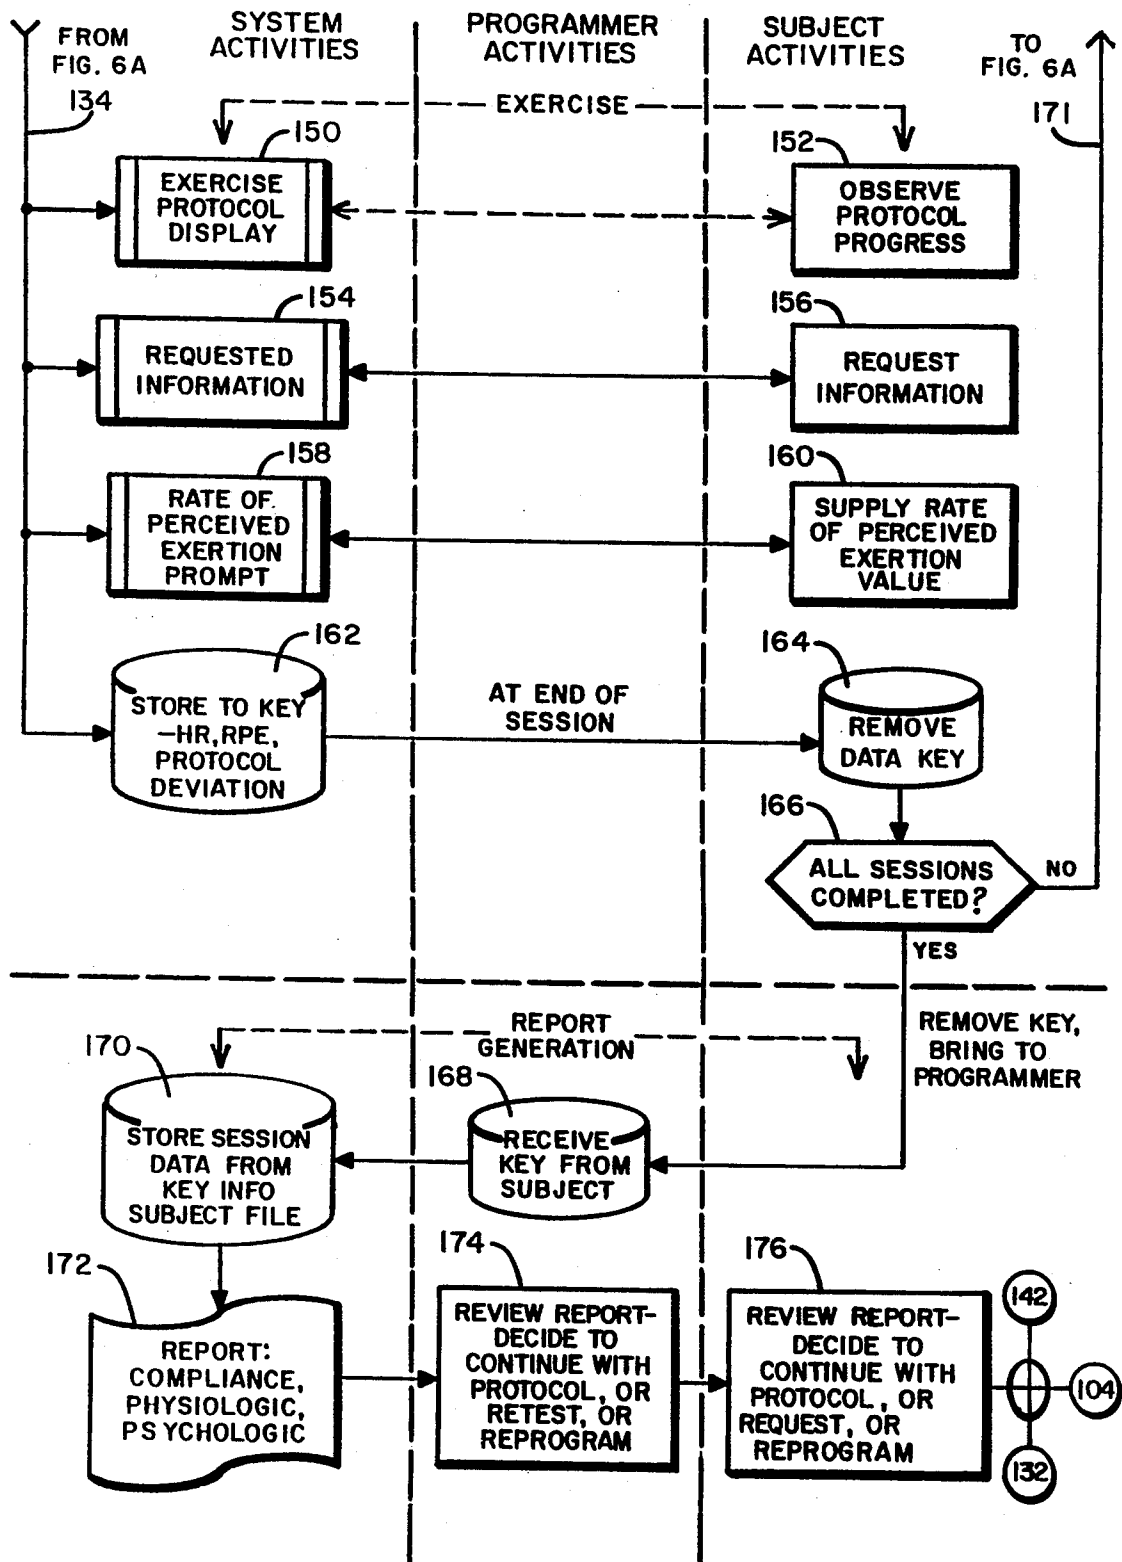 FROM
FIG. 6A
134
SYSTEM
ACTIVITIES
PROGRAMMER
ACTIVITIES
SUBJECT
ACTIVITIES
TO
FIG. 6A
171
EXERCISE
150
EXERCISE
PROTOCOL
DISPLAY
152
OBSERVE
PROTOCOL
PROGRESS
154
REQUESTED
INFORMATION
156
REQUEST
INFORMATION
158
RATE OF
PERCEIVED
EXERTION
PROMPT
160
SUPPLY RATE
OF PERCEIVED
EXERTION
VALUE
162
STORE TO KEY
-HR, RPE,
PROTOCOL
DEVIATION
AT END OF
SESSION
164
REMOVE
DATA KEY
166
ALL SESSIONS
COMPLETED?
NO
YES
REPORT
GENERATION
REMOVE KEY,
BRING TO
PROGRAMMER
170
STORE SESSION
DATA FROM
KEY INFO
SUBJECT FILE
168
RECEIVE
KEY FROM
SUBJECT
172
REPORT:
COMPLIANCE,
PHYSIOLOGIC,
PSYCHOLOGIC
174
REVIEW REPORT-
DECIDE TO
CONTINUE WITH
PROTOCOL, OR
RETEST, OR
REPROGRAM
176
REVIEW REPORT-
DECIDE TO
CONTINUE WITH
PROTOCOL, OR
REQUEST, OR
REPROGRAM
142
104
132